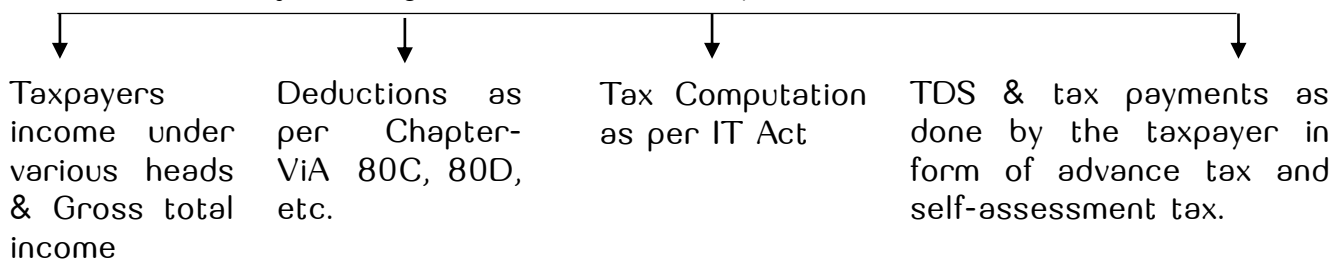 Taxpayers
income under
various heads
& Gross total
income
Deductions as
per Chapter-
ViA 80C, 80D,
etc.
Tax Computation
as per IT Act
TDS & tax payments as
done by the taxpayer in
form of advance tax and
self-assessment tax.